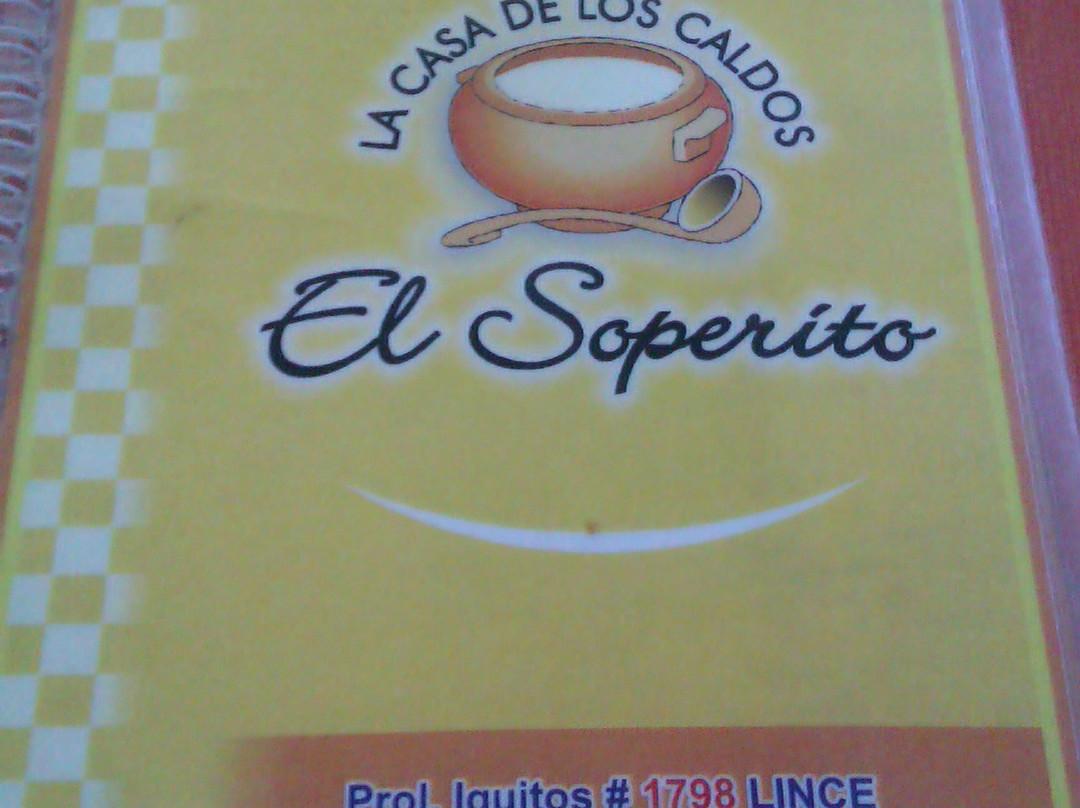 LA CASA DE LOS CALDOS
El Soperito
Prol. Iquitos # 1798 LINCE